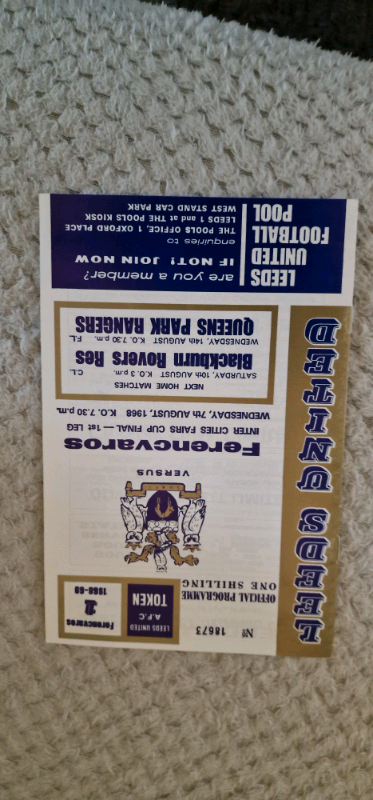 LEEDS UNITED
Nº 18673
OFFICIAL PROGRAMME
ONE SHILLING
LEEDS UNITED
A.F.C
TOKEN
Ferencvaros
1
1968-69
VERSUS
Ferencvaros
INTER CITIES FAIRS CUP FINAL — 1st LEG
WEDNESDAY, 7th AUGUST, 1968 K.O. 7.30 p.m.
NEXT HOME MATCHES
SATURDAY, 10th AUGUST K.O. 3 p.m. C.L.
Blackburn Rovers Res
WEDNESDAY, 14th AUGUST K.O. 7.30 p.m. F.L.
QUEENS PARK RANGERS
LEEDS
UNITED
FOOTBALL
POOL
are you a member?
IF NOT! JOIN NOW
enquiries to
THE POOLS OFFICE, 1 OXFORD PLACE
LEEDS 1 and at THE POOLS KIOSK
WEST STAND CAR PARK